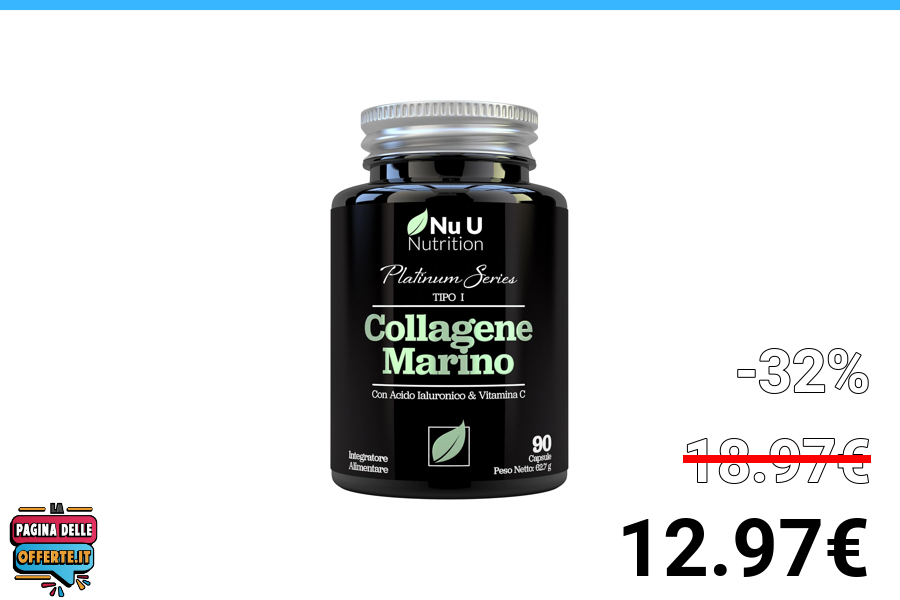 Nu U
Nutrition
Platinum Series
TIPO I
Collagene
Marino
Con Acido Ialuronico & Vitamina C
90
Capsule
Peso Netto: 62.7 g
Integratore
Alimentare
-32%
18.97€
12.97€
LA
PAGINA DELLE
OFFERTE.IT